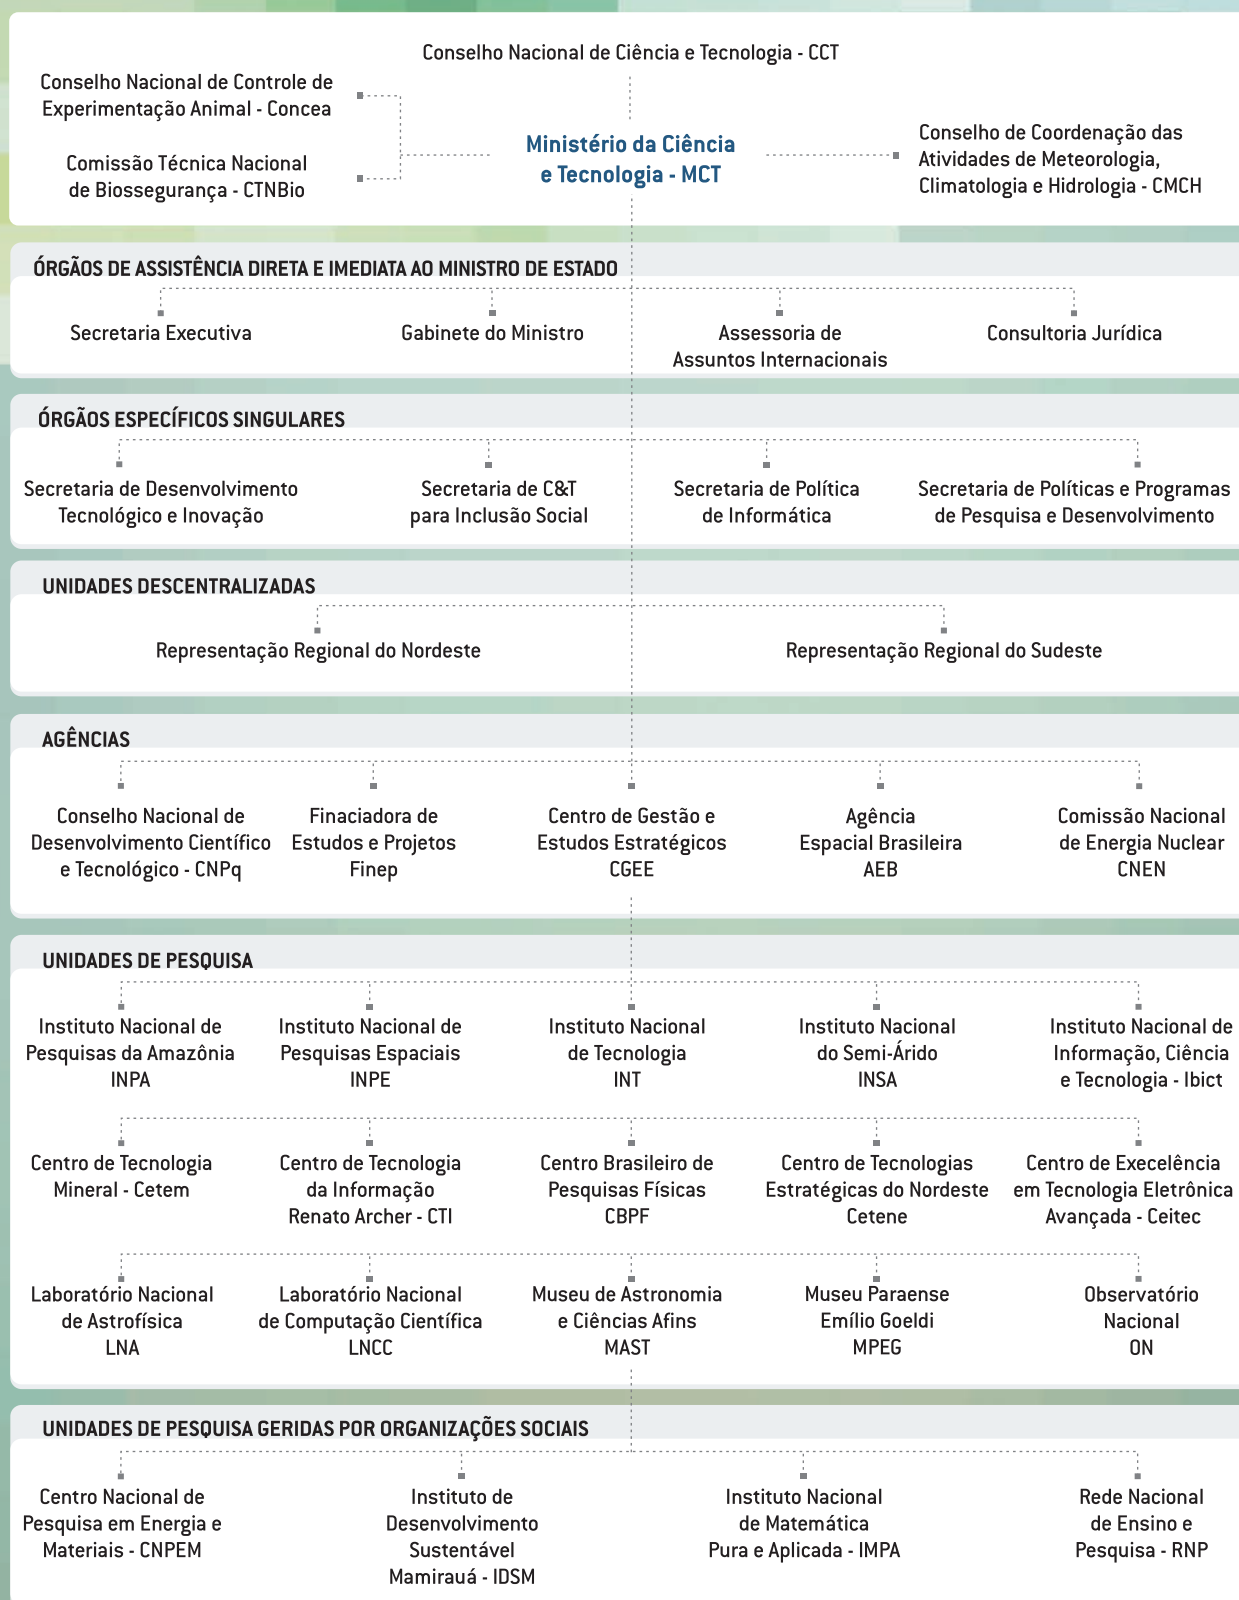 Conselho Nacional de Ciência e Tecnologia - CCT
Conselho Nacional de Controle de
Experimentação Animal - Concea
Comissão Técnica Nacional
de Biossegurança - CTNBio
Ministério da Ciência
e Tecnologia - MCT
Conselho de Coordenação das
Atividades de Meteorologia,
Climatologia e Hidrologia - CMCH
ÓRGÃOS DE ASSISTÊNCIA DIRETA E IMEDIATA AO MINISTRO DE ESTADO
Secretaria Executiva
Gabinete do Ministro
Assessoria de
Assuntos Internacionais
Consultoria Jurídica
ÓRGÃOS ESPECÍFICOS SINGULARES
Secretaria de Desenvolvimento
Tecnológico e Inovação
Secretaria de C&T
para Inclusão Social
Secretaria de Política
de Informática
Secretaria de Políticas e Programas
de Pesquisa e Desenvolvimento
UNIDADES DESCENTRALIZADAS
Representação Regional do Nordeste
Representação Regional do Sudeste
AGÊNCIAS
Conselho Nacional de
Desenvolvimento Científico
e Tecnológico - CNPq
Finaciadora de
Estudos e Projetos
Finep
Centro de Gestão e
Estudos Estratégicos
CGEE
Agência
Espacial Brasileira
AEB
Comissão Nacional
de Energia Nuclear
CNEN
UNIDADES DE PESQUISA
Instituto Nacional de
Pesquisas da Amazônia
INPA
Instituto Nacional de
Pesquisas Espaciais
INPE
Instituto Nacional
de Tecnologia
INT
Instituto Nacional
do Semi-Árido
INSA
Instituto Nacional de
Informação, Ciência
e Tecnologia - Ibict
Centro de Tecnologia
Mineral - Cetem
Centro de Tecnologia
da Informação
Renato Archer - CTI
Centro Brasileiro de
Pesquisas Físicas
CBPF
Centro de Tecnologias
Estratégicas do Nordeste
Cetene
Centro de Execelência
em Tecnologia Eletrônica
Avançada - Ceitec
Laboratório Nacional
de Astrofísica
LNA
Laboratório Nacional
de Computação Científica
LNCC
Museu de Astronomia
e Ciências Afins
MAST
Museu Paraense
Emílio Goeldi
MPEG
Observatório
Nacional
ON
UNIDADES DE PESQUISA GERIDAS POR ORGANIZAÇÕES SOCIAIS
Centro Nacional de
Pesquisa em Energia e
Materiais - CNPEM
Instituto de
Desenvolvimento
Sustentável
Mamirauá - IDSM
Instituto Nacional
de Matemática
Pura e Aplicada - IMPA
Rede Nacional
de Ensino e
Pesquisa - RNP